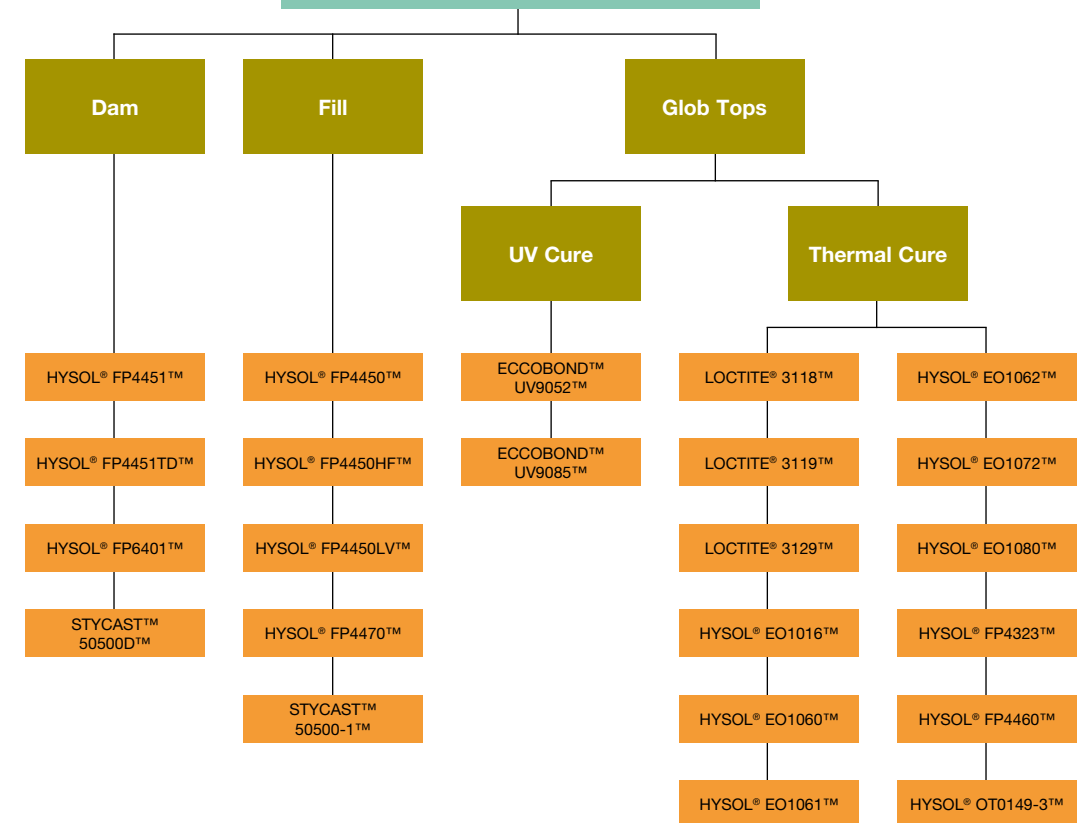 Dam
Fill
Glob Tops
UV Cure
Thermal Cure
HYSOL® FP4451™
HYSOL® FP4451TD™
HYSOL® FP6401™
STYCAST™
50500D™
HYSOL® FP4450™
HYSOL® FP4450HF™
HYSOL® FP4450LV™
HYSOL® FP4470™
STYCAST™
50500-1™
ECCOBOND™
UV9052™
ECCOBOND™
UV9085™
LOCTITE® 3118™
LOCTITE® 3119™
LOCTITE® 3129™
HYSOL® EO1016™
HYSOL® EO1060™
HYSOL® EO1061™
HYSOL® EO1062™
HYSOL® EO1072™
HYSOL® EO1080™
HYSOL® FP4323™
HYSOL® FP4460™
HYSOL® OT0149-3™